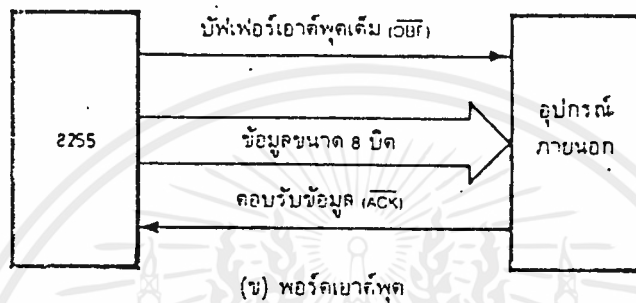 บัฟเฟอร์เอาต์พุตเต็ม (OBF)
8255
ข้อมูลขนาด 8 บิต
อุปกรณ์
ภายนอก
ตอบรับข้อมูล (ACK)
(ข) พอร์ตเอาต์พุต